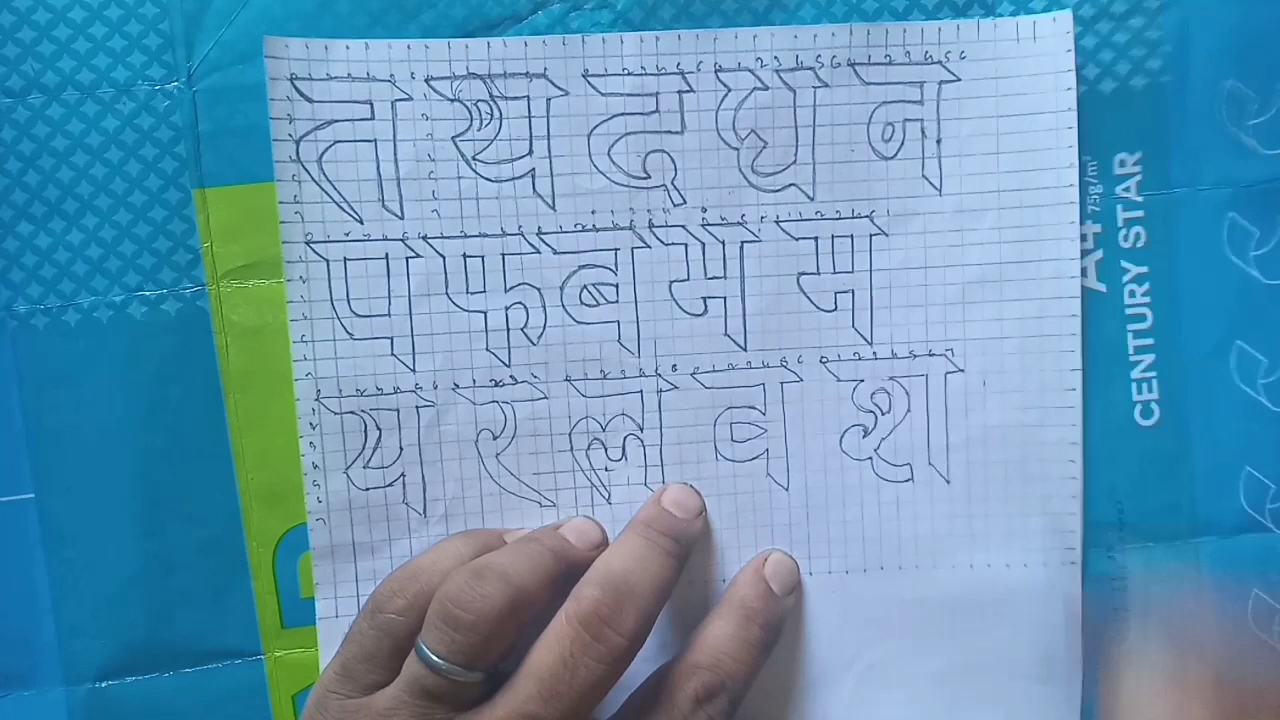 त थ द ध न
प फ ब भ म
य र ल व श
A4 75g/m²
CENTURY STAR